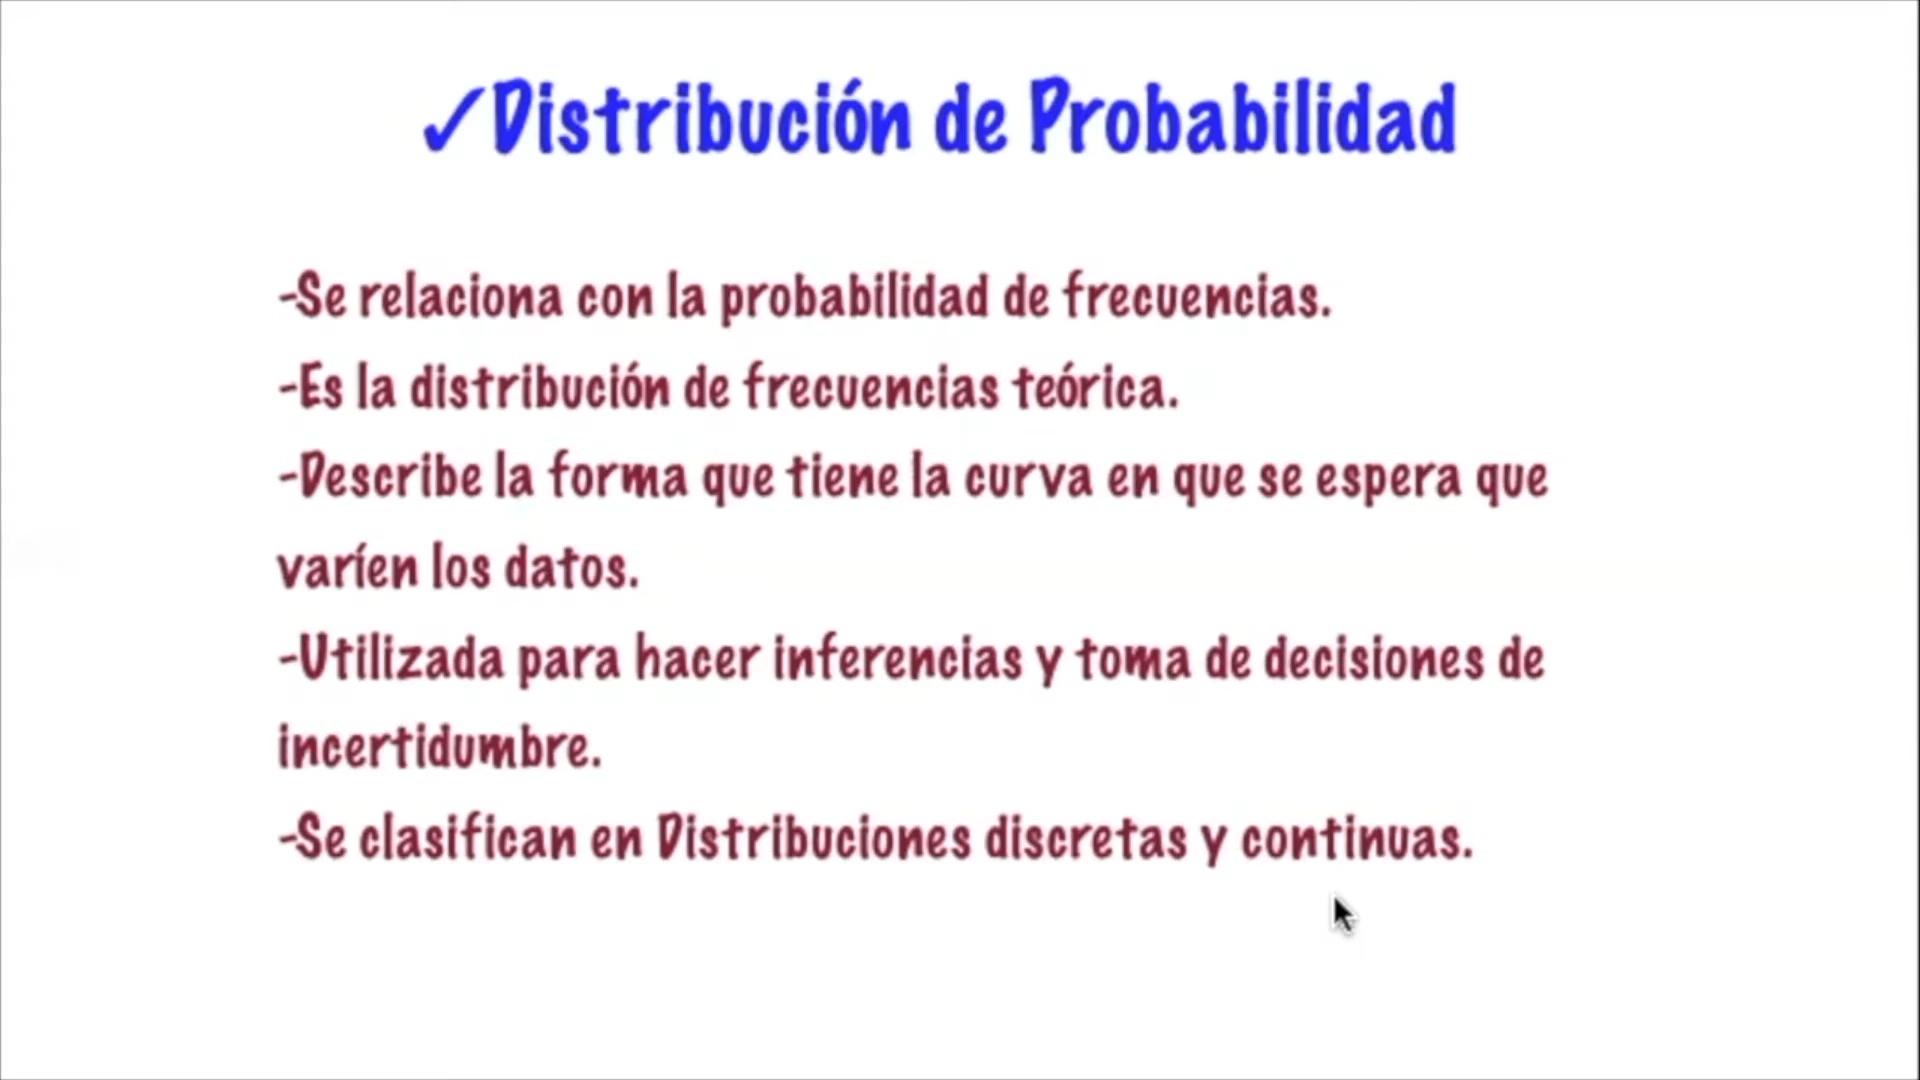 ✓Distribución de Probabilidad
-Se relaciona con la probabilidad de frecuencias.
-Es la distribución de frecuencias teórica.
-Describe la forma que tiene la curva en que se espera que
varíen los datos.
-Utilizada para hacer inferencias y toma de decisiones de
incertidumbre.
-Se clasifican en Distribuciones discretas y continuas.